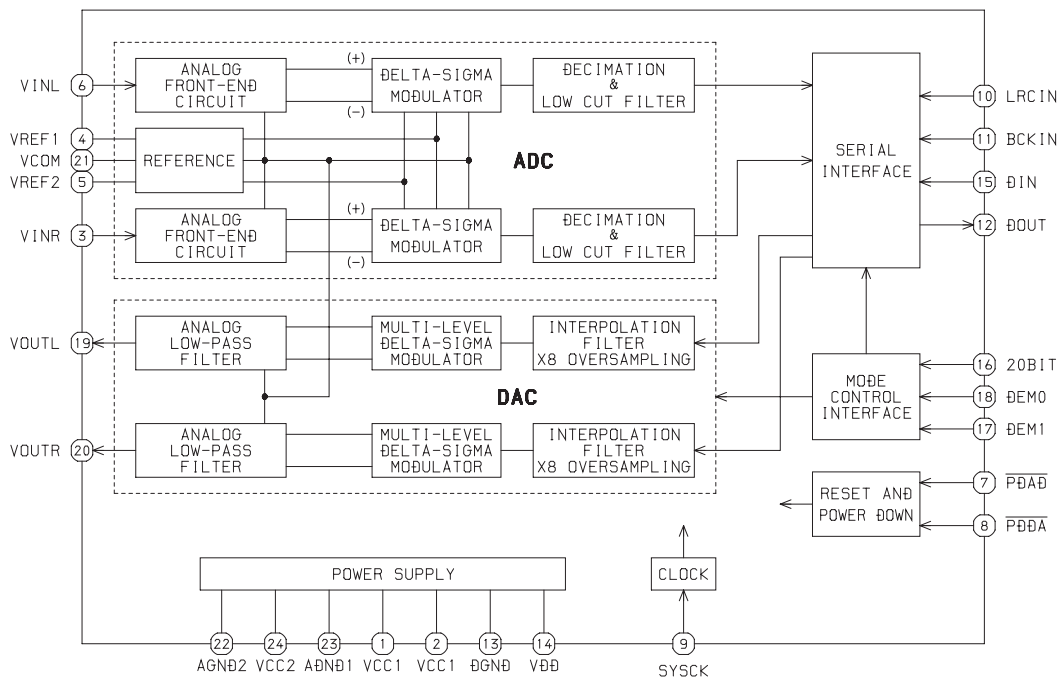 VINL 6
ANALOG
FRONT-END
CIRCUIT
(+)
(-)
DELTA-SIGMA
MODULATOR
DECIMATION
&
LOW CUT FILTER
VREF1 4
VCOM 21
VREF2 5
REFERENCE
ADC
VINR 3
ANALOG
FRONT-END
CIRCUIT
(+)
(-)
DELTA-SIGMA
MODULATOR
DECIMATION
&
LOW CUT FILTER
SERIAL
INTERFACE
10 LRCIN
11 BCKIN
15 DIN
12 DOUT
VOUTL 19
ANALOG
LOW-PASS
FILTER
MULTI-LEVEL
DELTA-SIGMA
MODULATOR
INTERPOLATION
FILTER
X8 OVERSAMPLING
DAC
VOUTR 20
ANALOG
LOW-PASS
FILTER
MULTI-LEVEL
DELTA-SIGMA
MODULATOR
INTERPOLATION
FILTER
X8 OVERSAMPLING
MODE
CONTROL
INTERFACE
16 20BIT
18 DEM0
17 DEM1
RESET AND
POWER DOWN
7 PDAD
8 PDDA
POWER SUPPLY
CLOCK
22 24 23 1 2 13 14 9
AGND2 VCC2 ADND1 VCC1 VCC1 DGND VDD SYSCK